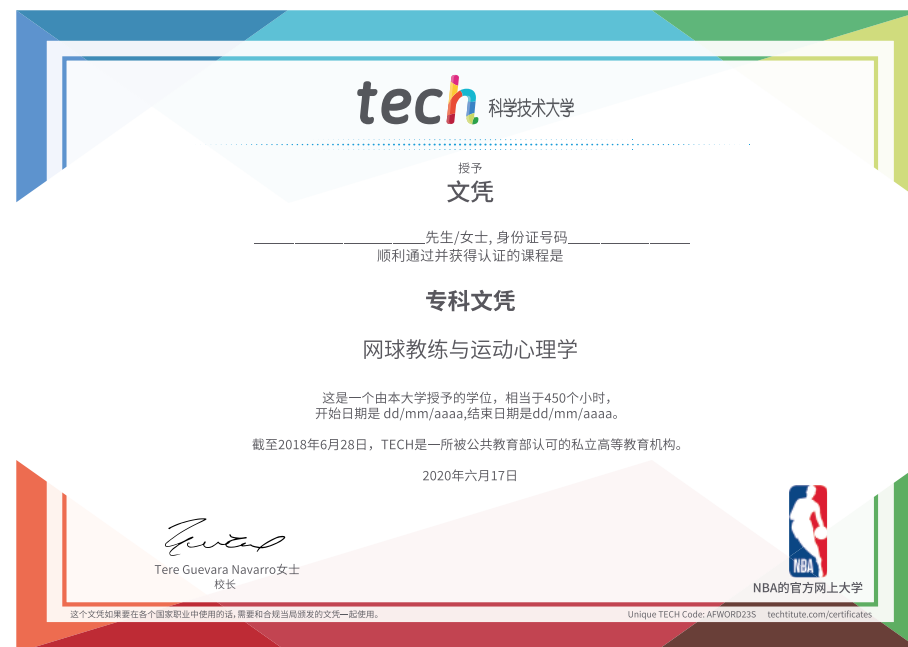 tech 科学技术大学
授予
文凭
______________________先生/女士, 身份证号码________________
顺利通过并获得认证的课程是
专科文凭
网球教练与运动心理学
这是一个由本大学授予的学位，相当于450个小时，
开始日期是 dd/mm/aaaa,结束日期是dd/mm/aaaa。
截至2018年6月28日，TECH是一所被公共教育部认可的私立高等教育机构。
2020年六月17日
Tere Guevara Navarro女士
校长
NBA
NBA的官方网上大学
这个文凭如果要在各个国家职业中使用的话,需要和合规当局颁发的文凭一起使用。
Unique TECH Code: AFWORD23S techtitute.com/certificates